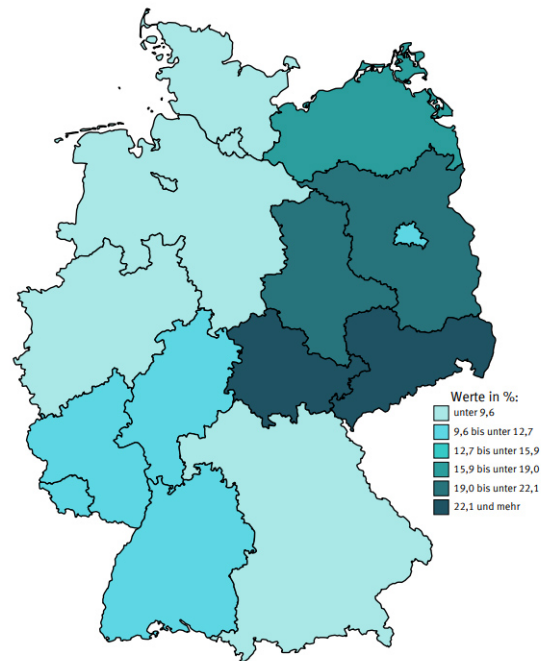 Werte in %:
unter 9,6
9,6 bis unter 12,7
12,7 bis unter 15,9
15,9 bis unter 19,0
19,0 bis unter 22,1
22,1 und mehr